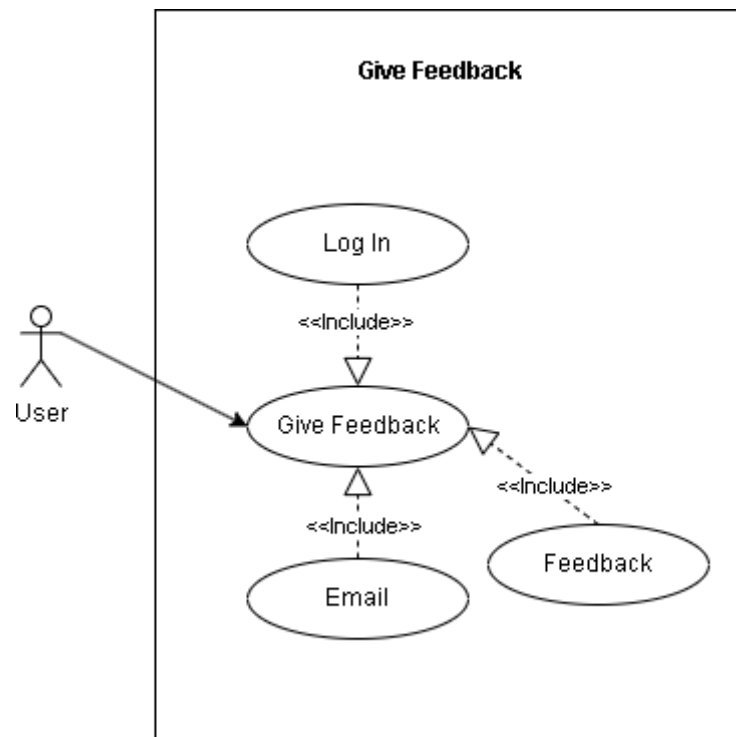 Give Feedback
Log In
<<Include>>
User
Give Feedback
<<Include>>
<<Include>>
Feedback
Email